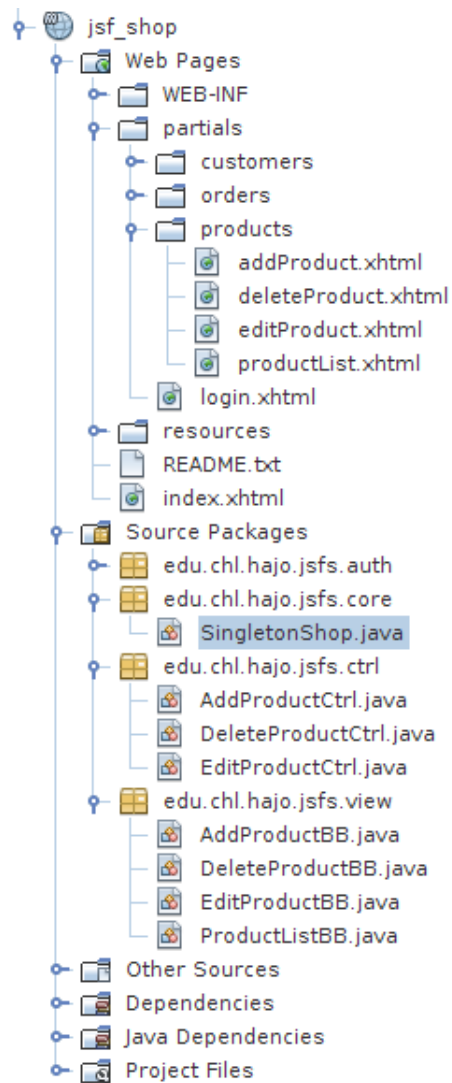 jsf_shop
Web Pages
WEB-INF
partials
customers
orders
products
addProduct.xhtml
deleteProduct.xhtml
editProduct.xhtml
productList.xhtml
login.xhtml
resources
README.txt
index.xhtml
Source Packages
edu.chl.hajo.jsfs.auth
edu.chl.hajo.jsfs.core
SingletonShop.java
edu.chl.hajo.jsfs.ctrl
AddProductCtrl.java
DeleteProductCtrl.java
EditProductCtrl.java
edu.chl.hajo.jsfs.view
AddProductBB.java
DeleteProductBB.java
EditProductBB.java
ProductListBB.java
Other Sources
Dependencies
Java Dependencies
Project Files